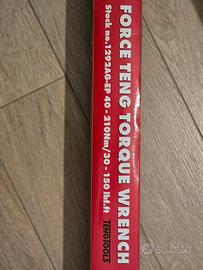 FORCE TENG TORQUE WRENCH
Stock no.1292AG-EP 40 - 210Nm/30 - 150 lbf.ft
TENGTOOLS
subito